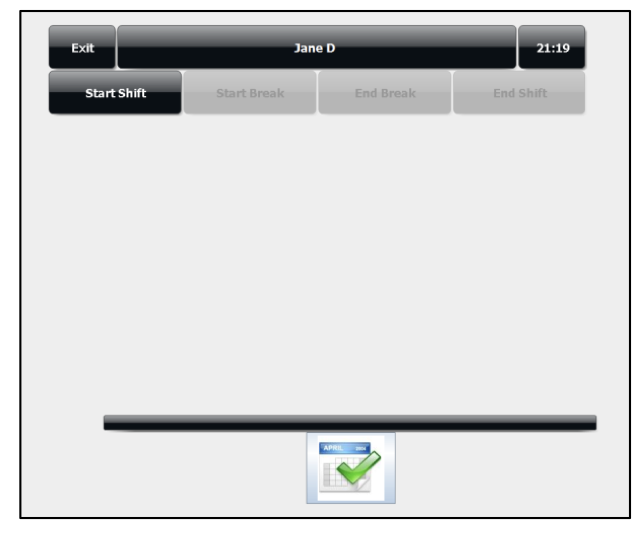 Exit Jane D 21:19
Start Shift Start Break End Break End Shift
APRIL